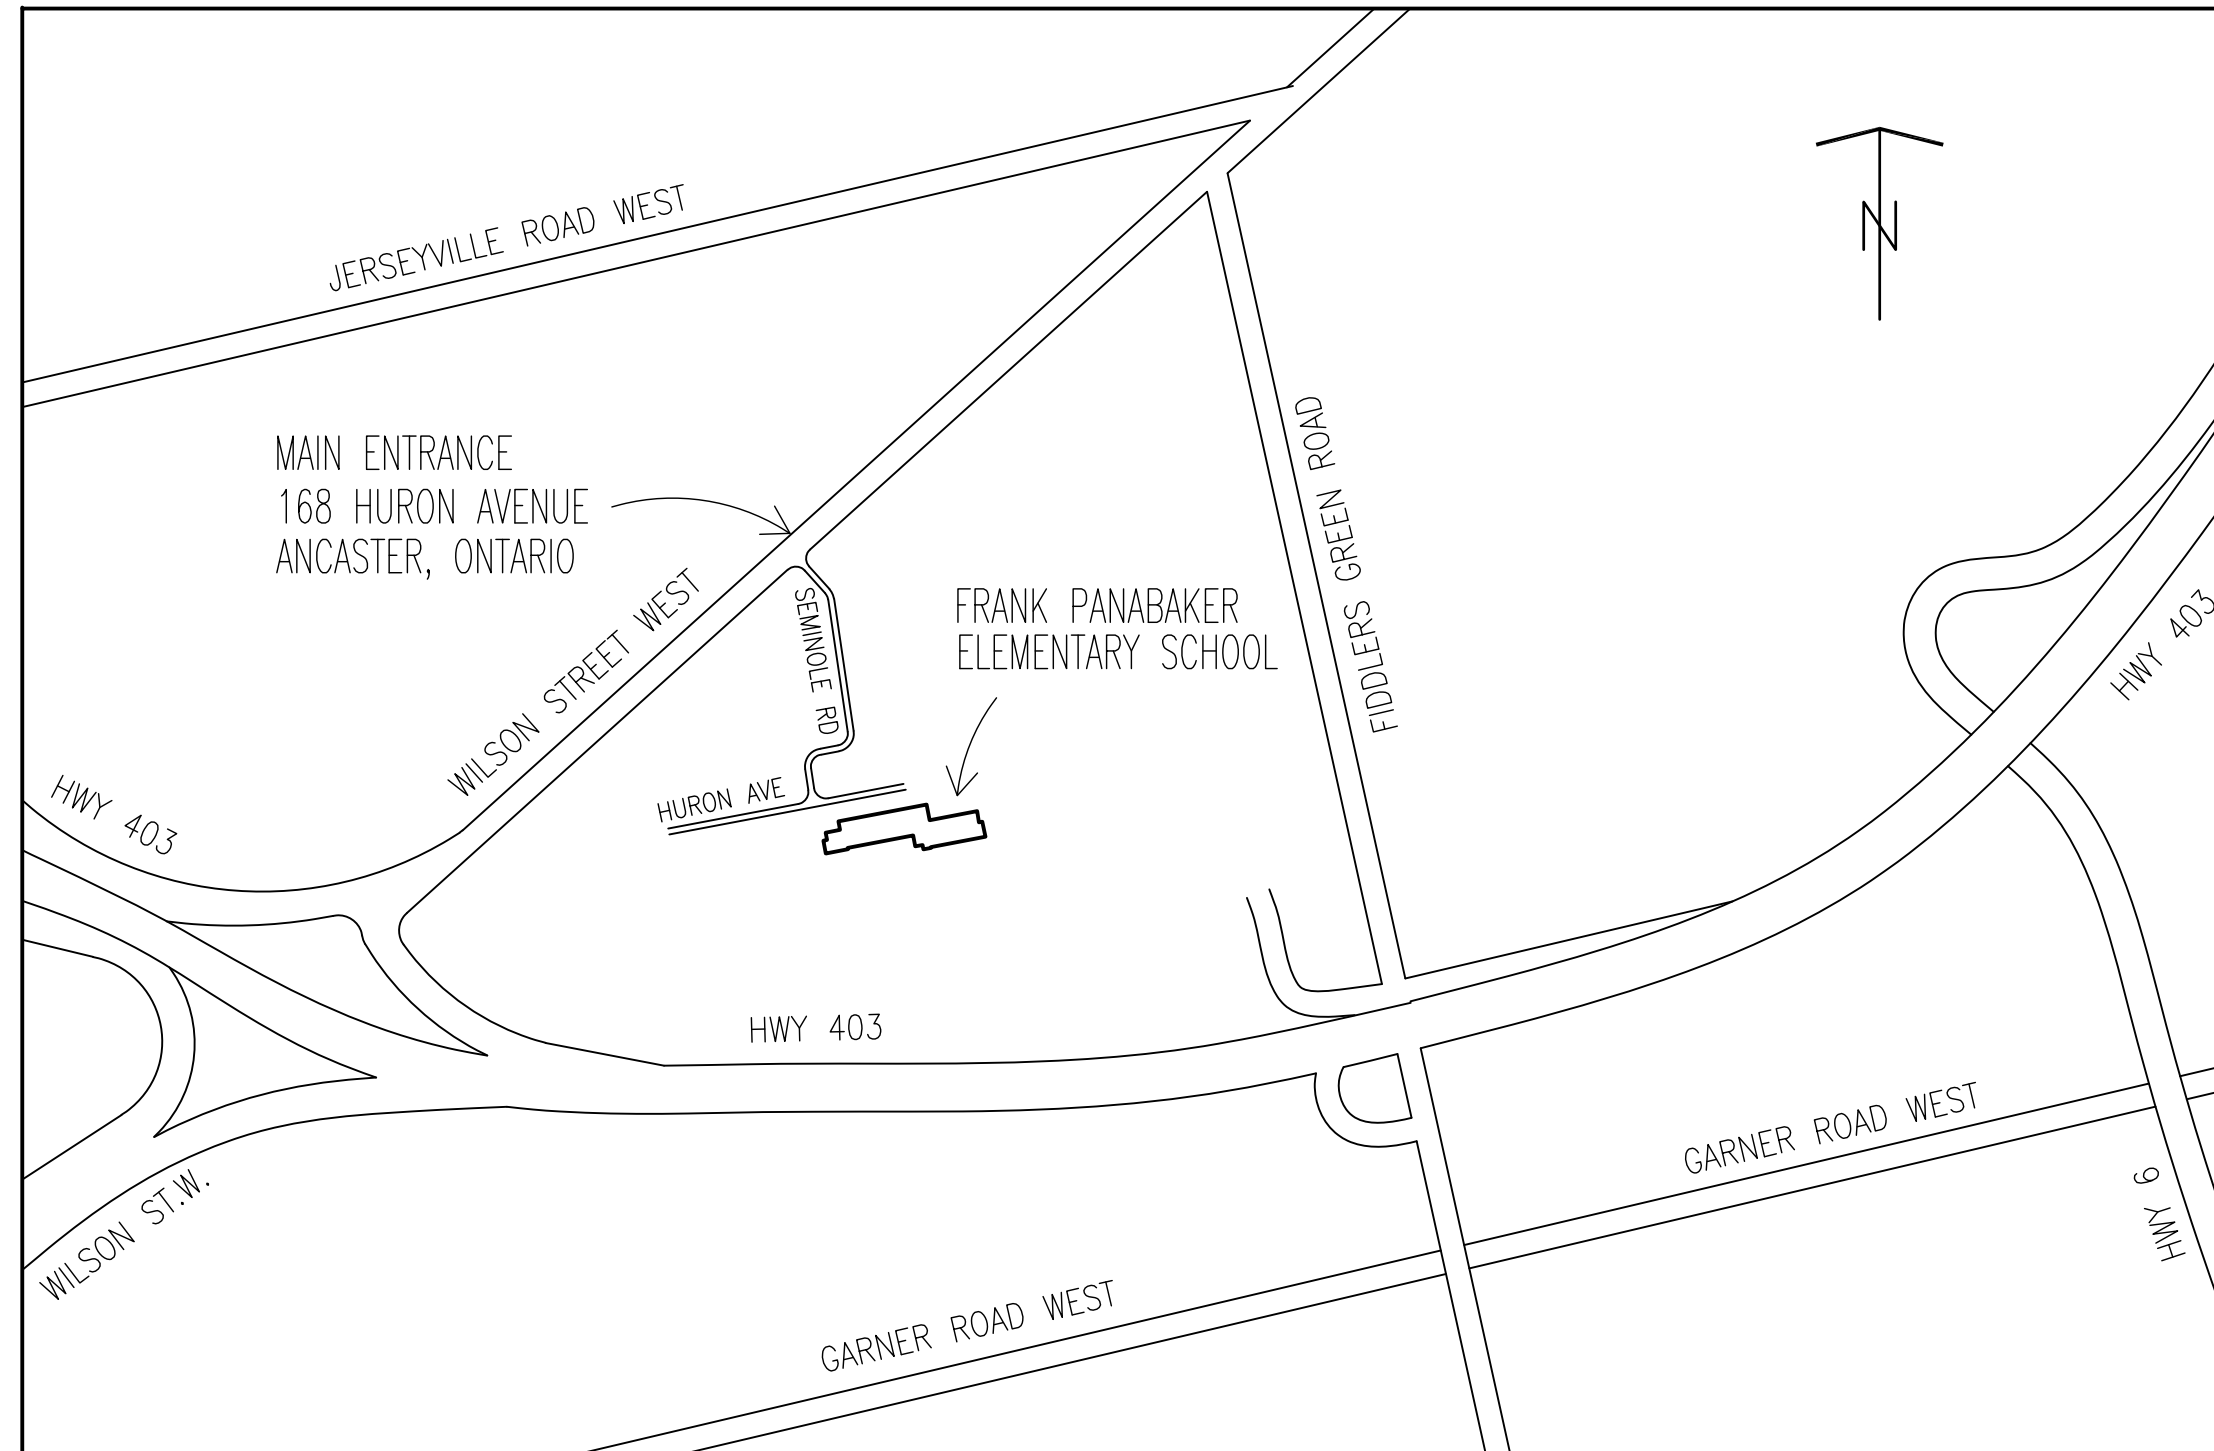 JERSEYVILLE ROAD WEST
N
MAIN ENTRANCE
168 HURON AVENUE
ANCASTER, ONTARIO
FIDDLERS GREEN ROAD
WILSON STREET WEST
SEMINOLE RD
FRANK PANABAKER
ELEMENTARY SCHOOL
HWY 403
HURON AVE
HWY 403
HWY 403
GARNER ROAD WEST
WILSON ST.W.
HWY 6
GARNER ROAD WEST